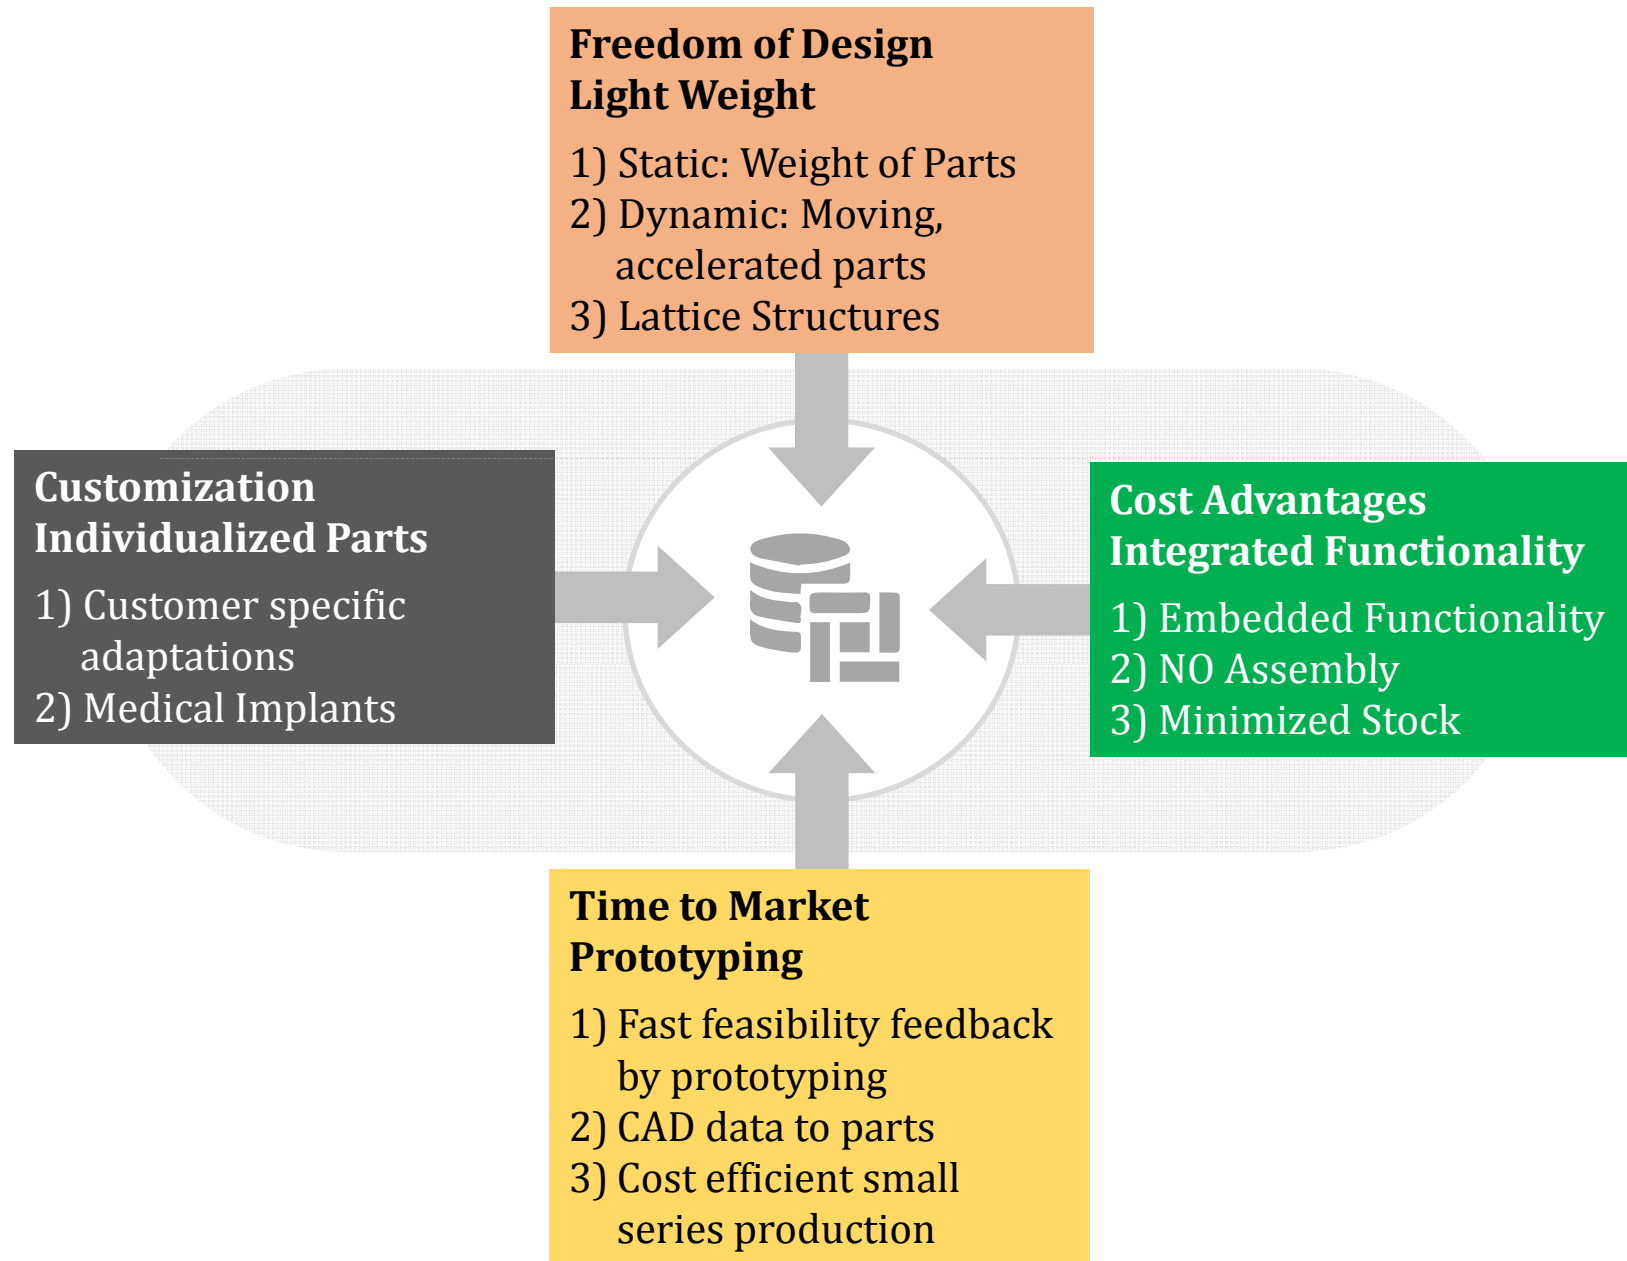 Freedom of Design
Light Weight
1) Static: Weight of Parts
2) Dynamic: Moving,
accelerated parts
3) Lattice Structures
Customization
Individualized Parts
1) Customer specific
adaptations
2) Medical Implants
Cost Advantages
Integrated Functionality
1) Embedded Functionality
2) NO Assembly
3) Minimized Stock
Time to Market
Prototyping
1) Fast feasibility feedback
by prototyping
2) CAD data to parts
3) Cost efficient small
series production